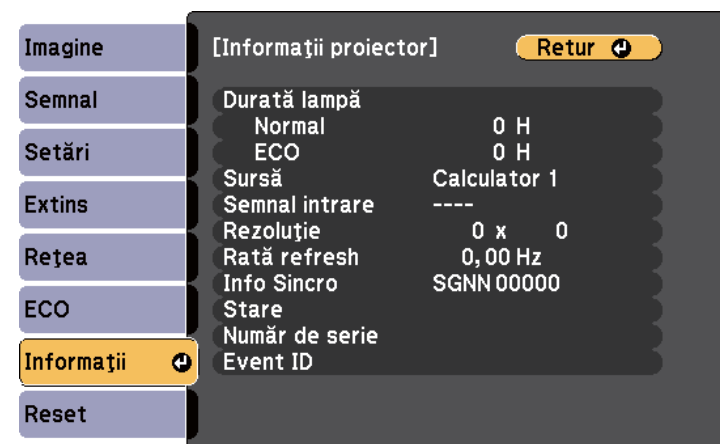 Imagine
Semnal
Setări
Extins
Reţea
ECO
Informaţii
Reset
[Informaţii proiector]
Retur
Durată lampă
Normal 0 H
ECO 0 H
Sursă Calculator 1
Semnal intrare ----
Rezoluţie 0 x 0
Rată refresh 0,00 Hz
Info Sincro SGNN 00000
Stare
Număr de serie
Event ID